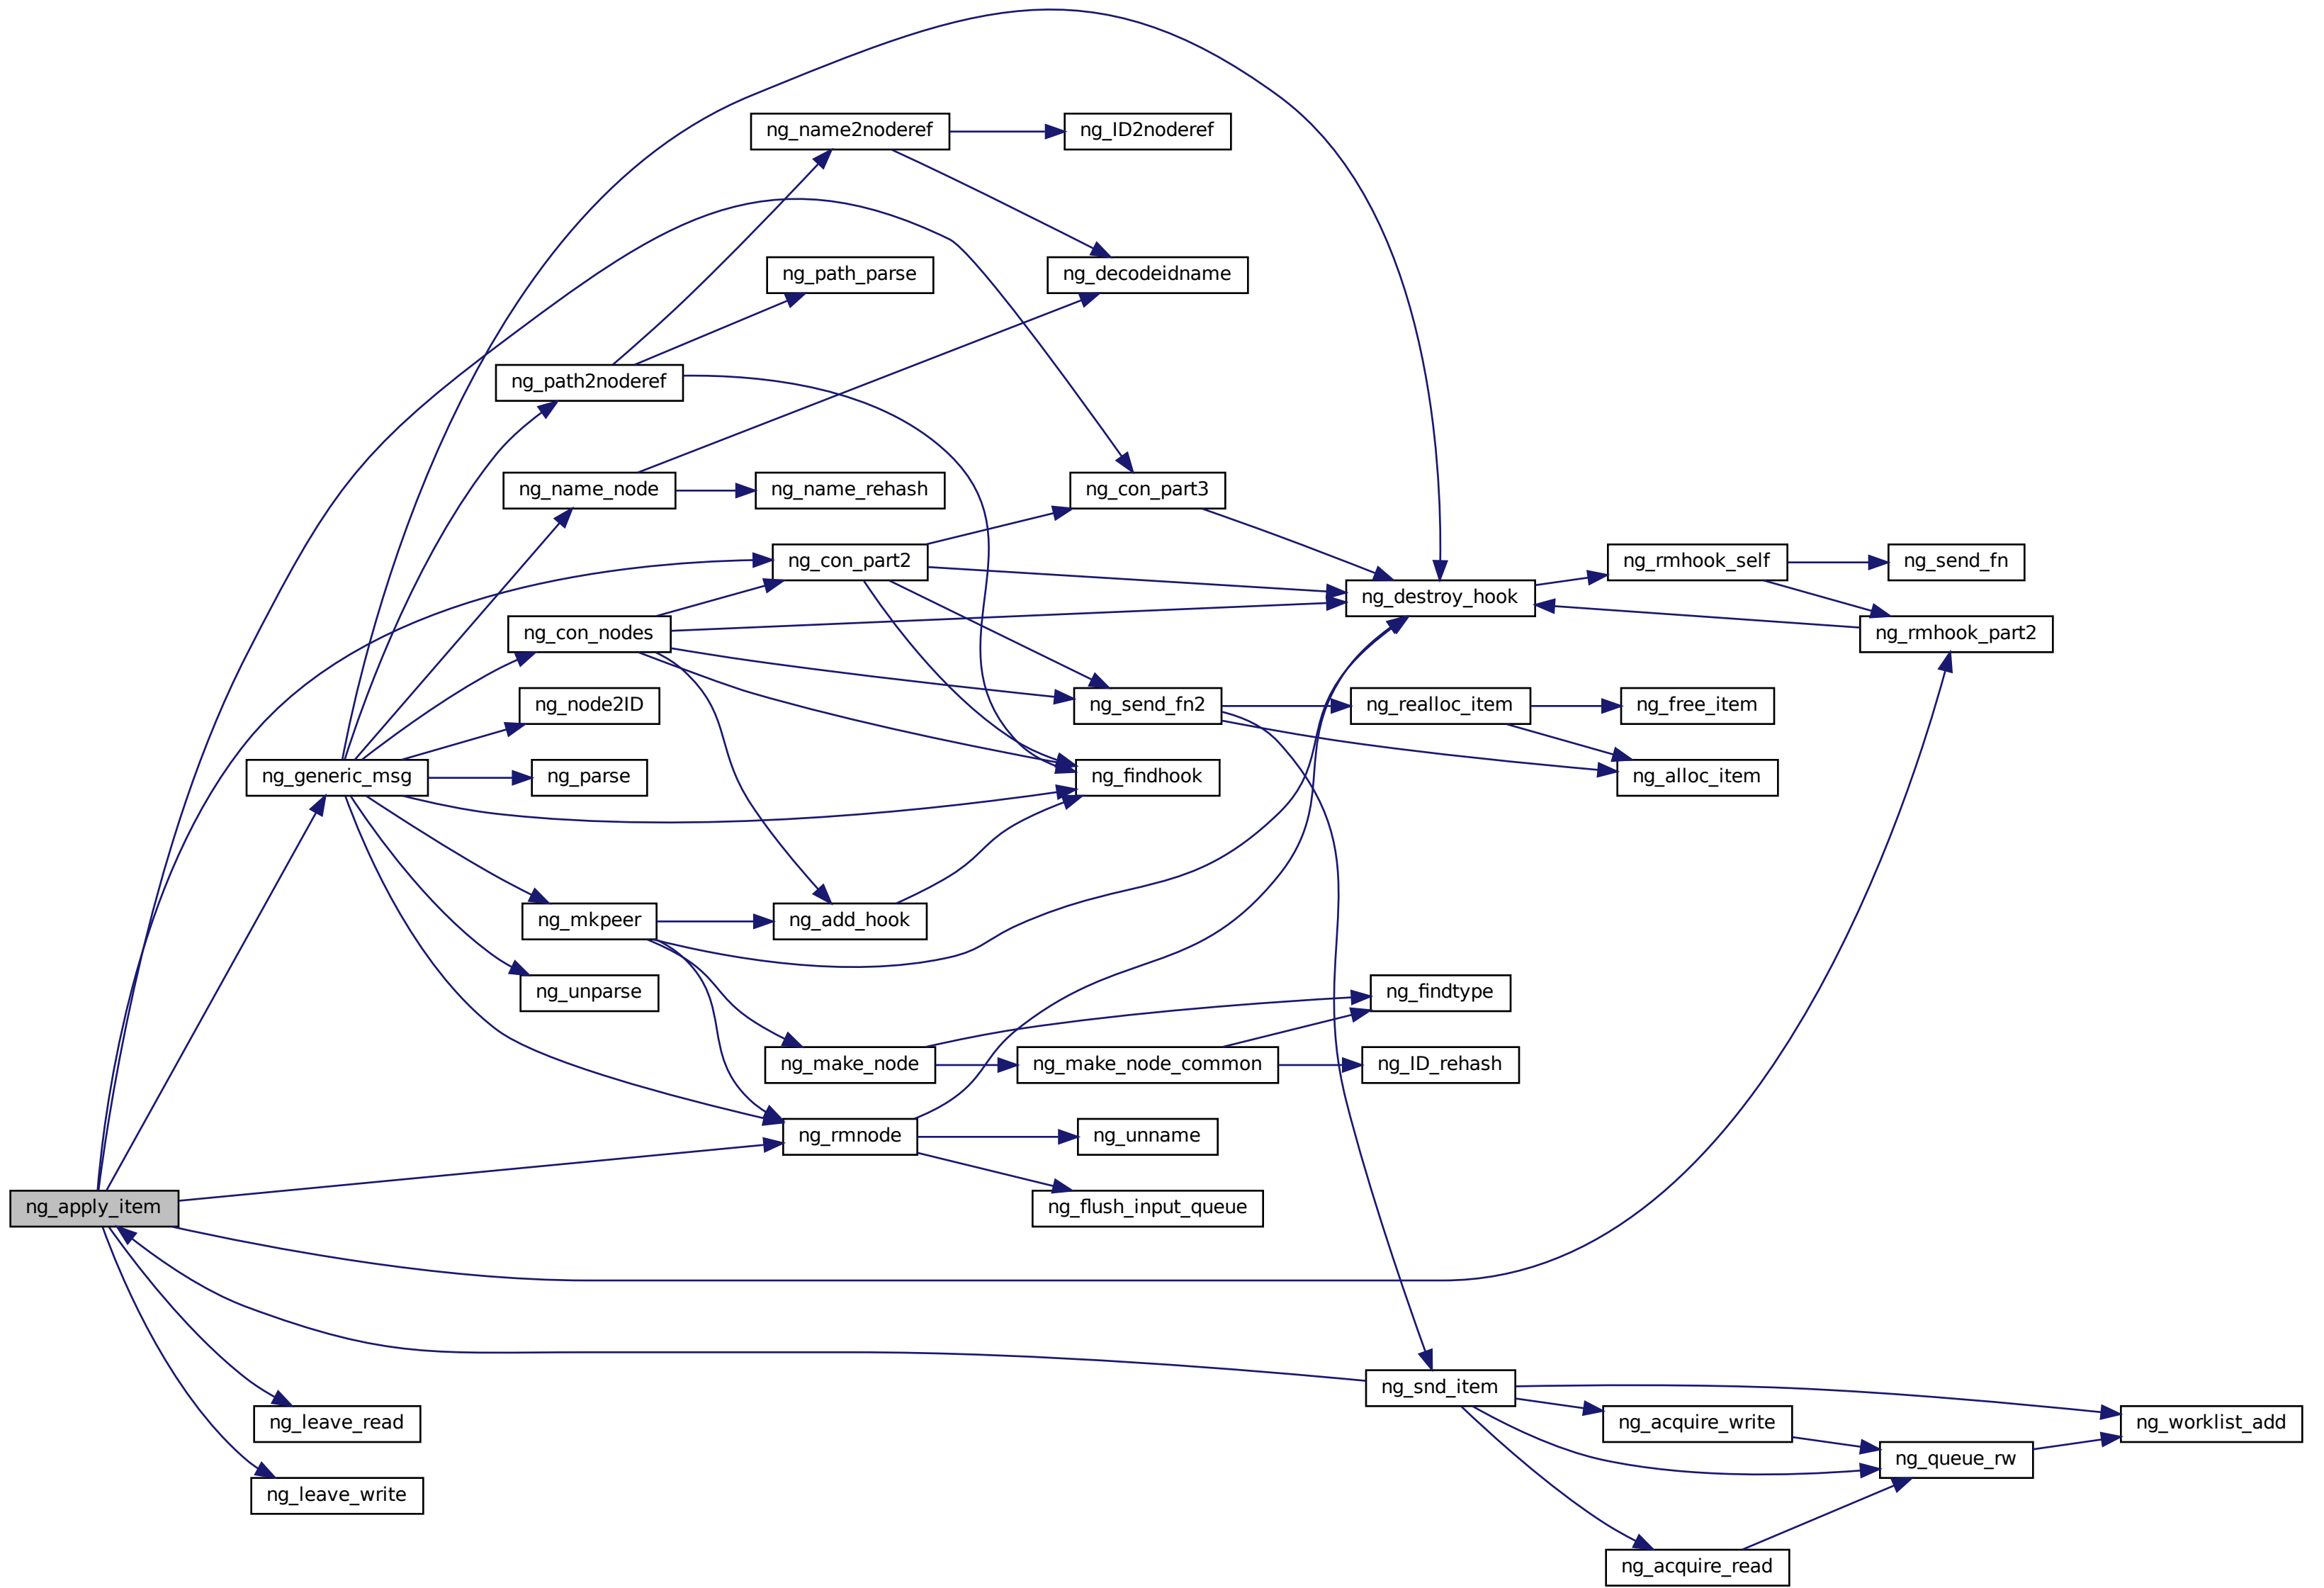 ng_name2noderef
ng_ID2noderef
ng_path_parse
ng_decodeidname
ng_path2noderef
ng_name_node
ng_name_rehash
ng_con_part3
ng_con_part2
ng_rmhook_self
ng_send_fn
ng_destroy_hook
ng_con_nodes
ng_rmhook_part2
ng_node2ID
ng_send_fn2
ng_realloc_item
ng_free_item
ng_generic_msg
ng_parse
ng_findhook
ng_alloc_item
ng_mkpeer
ng_add_hook
ng_unparse
ng_findtype
ng_make_node
ng_make_node_common
ng_ID_rehash
ng_rmnode
ng_unname
ng_apply_item
ng_flush_input_queue
ng_snd_item
ng_leave_read
ng_acquire_write
ng_worklist_add
ng_queue_rw
ng_leave_write
ng_acquire_read